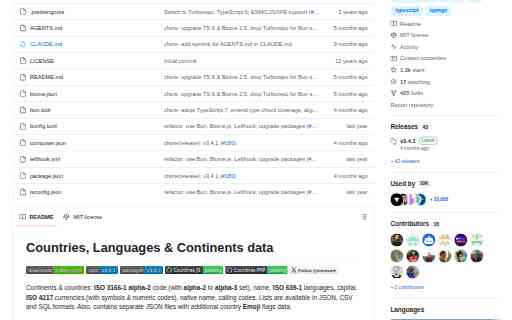 .prettierignore Switch to Turborepo, TypeScript 5; ESM/CJS/IIFE support (#... 2 years ago
AGENTS.md chore: upgrade TS 6 & Biome 2.5, drop Turborepo for Bun s... 5 months ago
CLAUDE.md chore: add symlink for AGENTS.md in CLAUDE.md 9 months ago
LICENSE Initial commit 12 years ago
README.md chore: upgrade TS 6 & Biome 2.5, drop Turborepo for Bun s... 5 months ago
biome.json chore: upgrade TS 6 & Biome 2.5, drop Turborepo for Bun s... 5 months ago
bun.lock chore: adopt TypeScript 7, extend type check coverage, alig... 4 months ago
bunfig.toml refactor: use Bun, Biome.js, Lefthook; upgrade packages (#... last year
composer.json chore(release): v3.4.1 4 months ago
lefthook.yml refactor: use Bun, Biome.js, Lefthook; upgrade packages (#... last year
package.json chore(release): v3.4.1 4 months ago
tsconfig.json refactor: use Bun, Biome.js, Lefthook; upgrade packages (#... last year
README MIT license
Countries, Languages & Continents data
Countries JS Countries PHP
Countries & Continents: ISO 3166-1 alpha-2 code (with alpha-2 to alpha-3 set), name, ISO 639-1 languages, capital,
ISO 4217 currencies (with symbols & numeric codes), native name, calling codes. Lists are available in JSON, CSV
and SQL formats. Also, contains separate JSON files with additional country Emoji flags data.
typescript typings
Readme
MIT license
Activity
Custom properties
1.3k stars
17 watching
425 forks
Report repository
Releases 43
v3.4.1 Latest
4 months ago
+ 42 releases
Used by
Contributors 16
+ 2 contributors
Languages